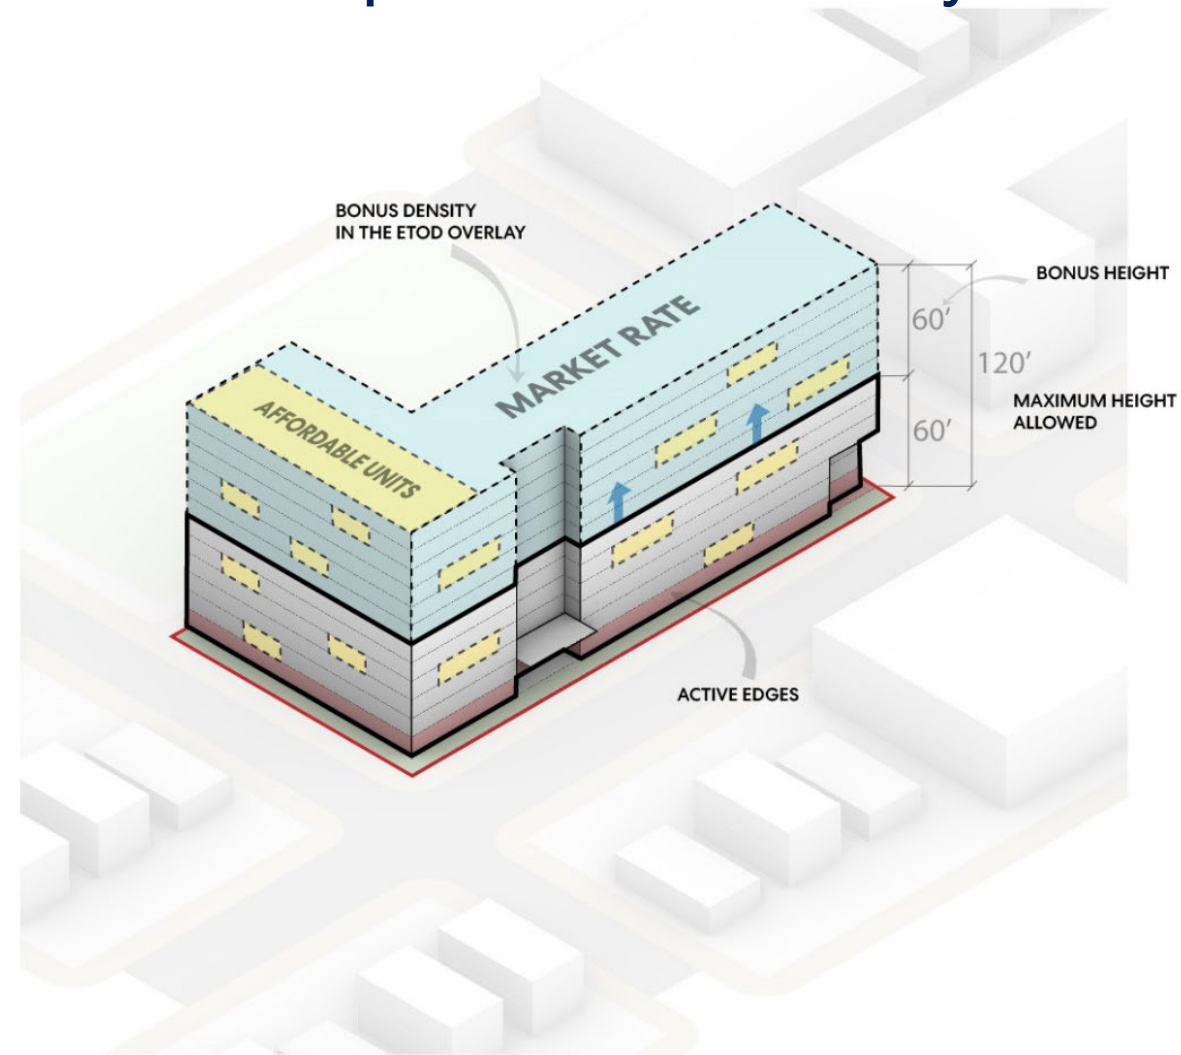 BONUS DENSITY
IN THE ETOD OVERLAY
MARKET RATE
AFFORDABLE UNITS
BONUS HEIGHT
60'
120'
MAXIMUM HEIGHT
ALLOWED
60'
ACTIVE EDGES